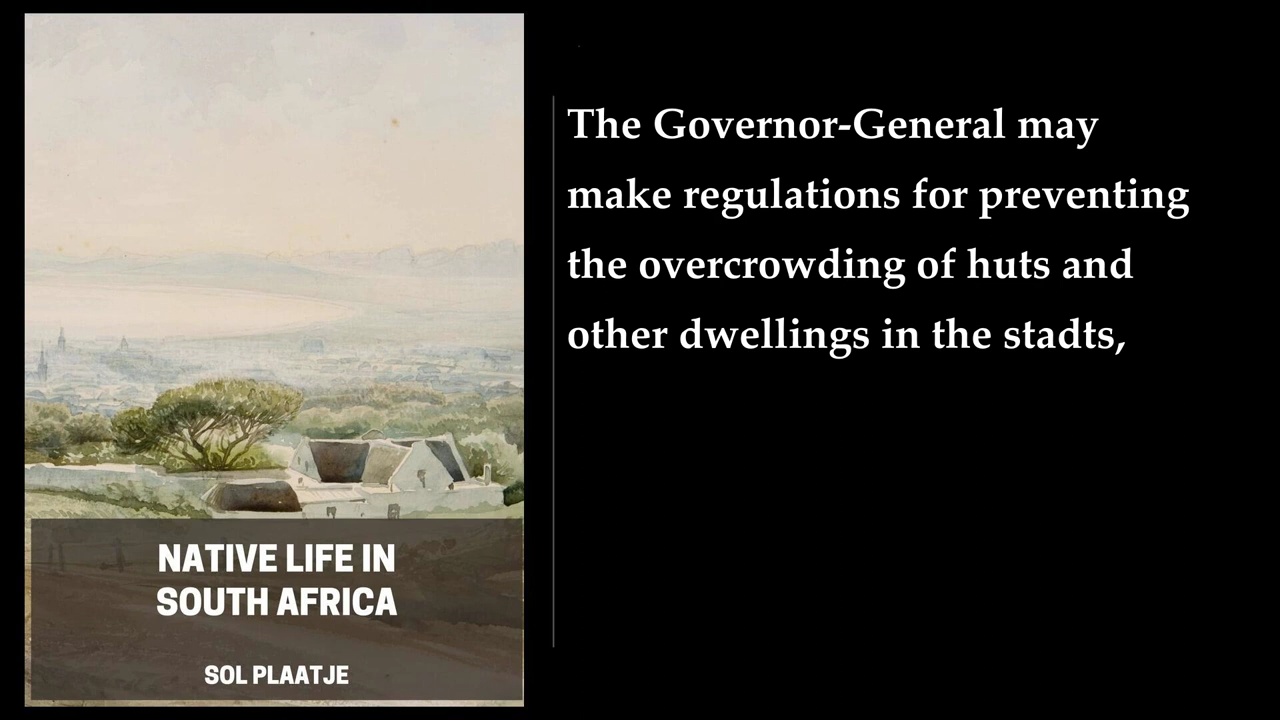 The Governor-General may
make regulations for preventing
the overcrowding of huts and
other dwellings in the stadts,
NATIVE LIFE IN
SOUTH AFRICA
SOL PLAATJE